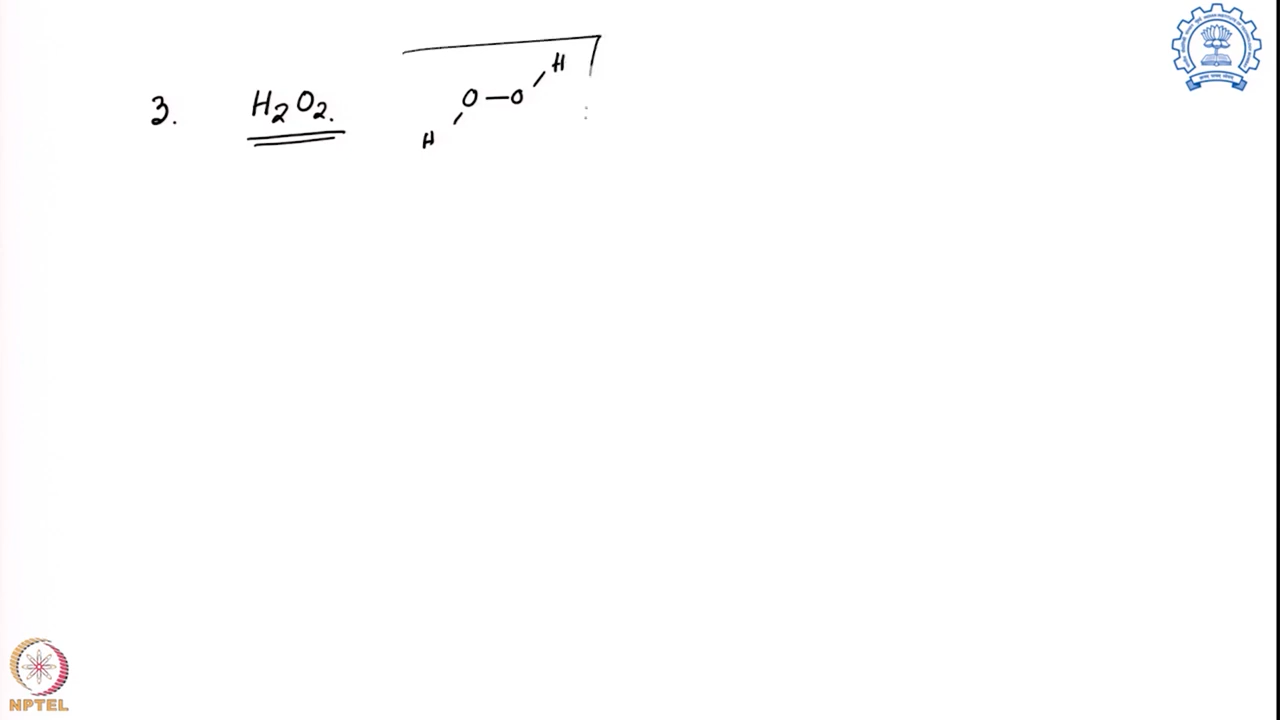 3. H₂O₂.
H
O — O
H
NPTEL